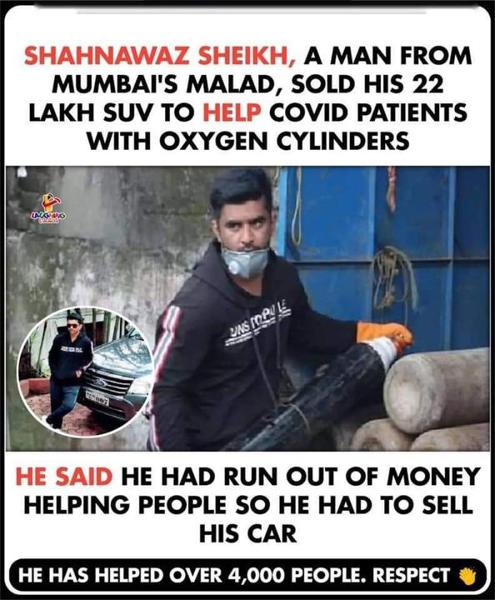 SHAHNAWAZ SHEIKH, A MAN FROM
MUMBAI'S MALAD, SOLD HIS 22
LAKH SUV TO HELP COVID PATIENTS
WITH OXYGEN CYLINDERS
LAUGHING
UNSTOPABLE
HE SAID HE HAD RUN OUT OF MONEY
HELPING PEOPLE SO HE HAD TO SELL
HIS CAR
HE HAS HELPED OVER 4,000 PEOPLE. RESPECT 👏